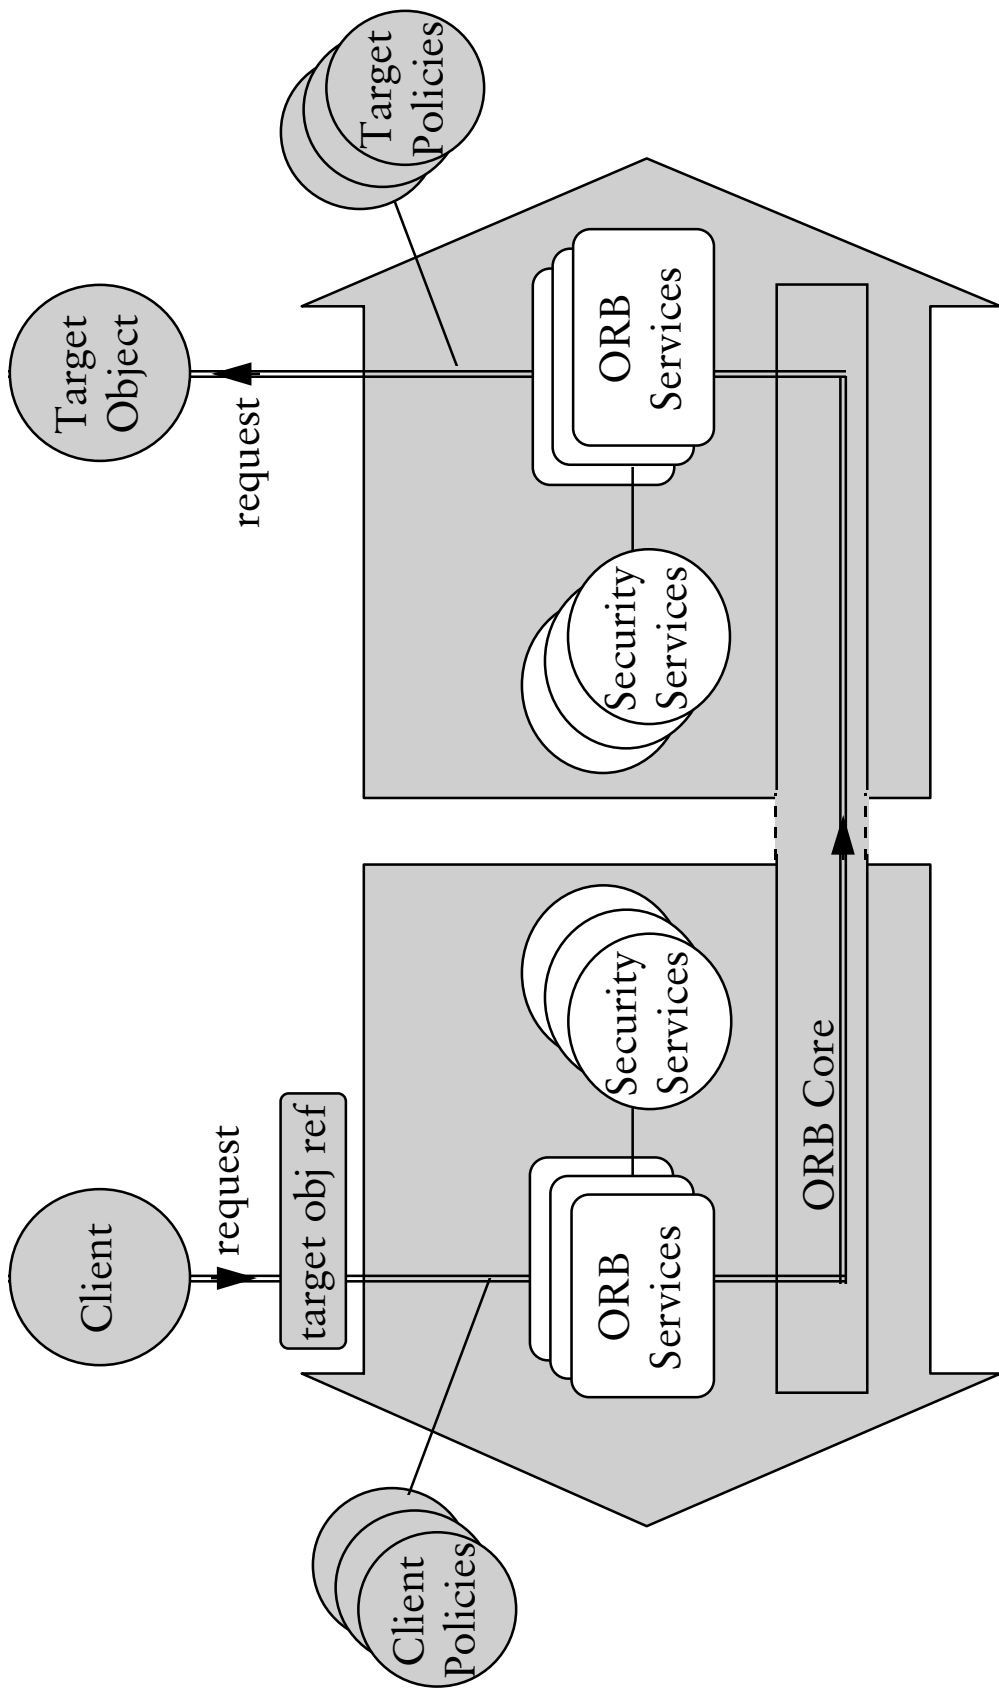 Client
Target
Object
request
request
target obj ref
Client
Policies
Target
Policies
ORB
Services
Security
Services
Security
Services
ORB
Services
ORB Core